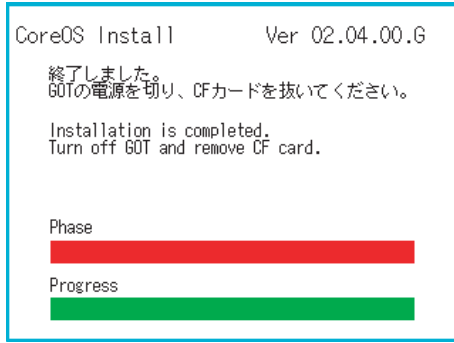 CoreOS Install Ver 02.04.00.G
終了しました。
GOTの電源を切り、CFカードを抜いてください。
Installation is completed.
Turn off GOT and remove CF card.
Phase
Progress